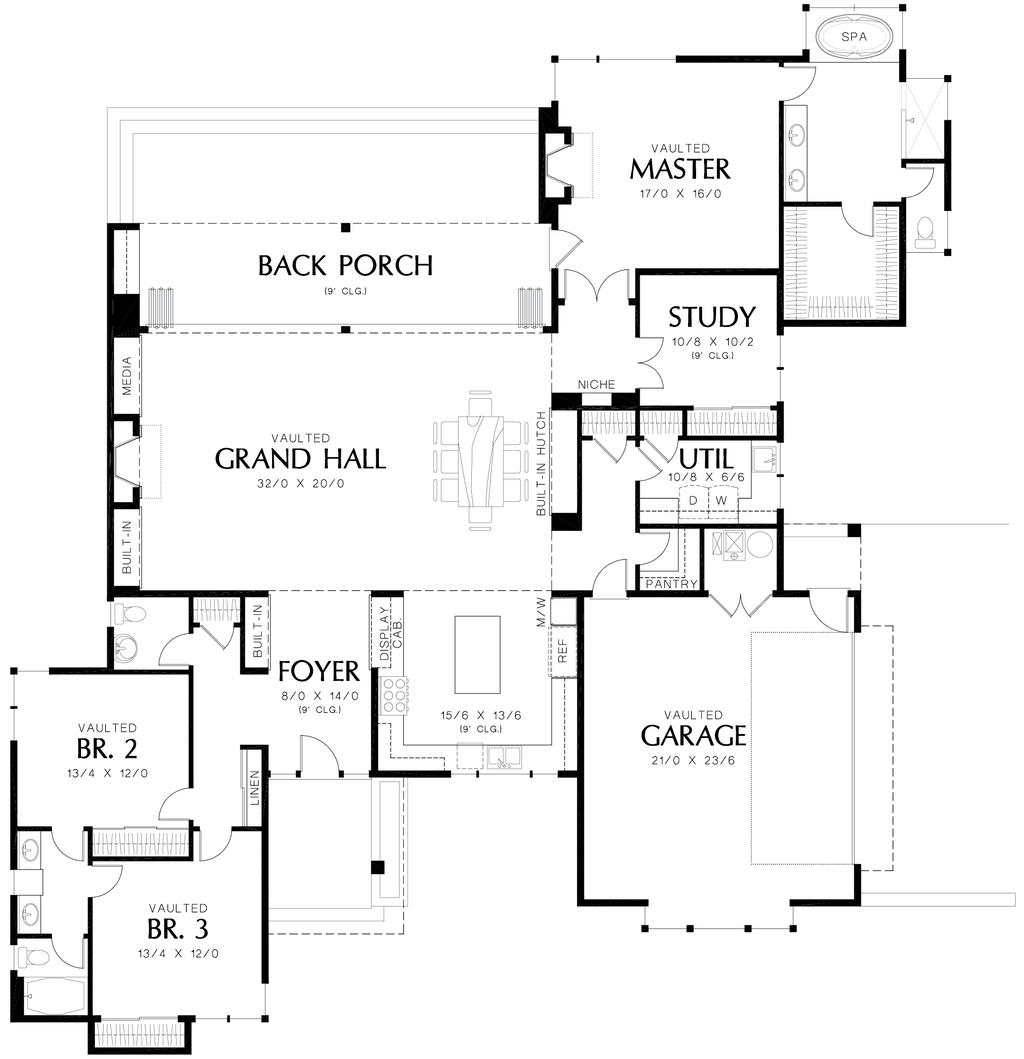 SPA
VAULTED
MASTER
17/0 X 16/0
BACK PORCH
(9' CLG.)
STUDY
10/8 X 10/2
(9' CLG.)
MEDIA
NICHE
VAULTED
GRAND HALL
32/0 X 20/0
BUILT-IN HUTCH
UTIL
10/8 X 6/6
D
W
BUILT-IN
PANTRY
BUILT-IN
DISPLAY
CAB.
M/W
REF
FOYER
8/0 X 14/0
(9' CLG.)
15/6 X 13/6
(9' CLG.)
VAULTED
GARAGE
21/0 X 23/6
VAULTED
BR. 2
13/4 X 12/0
LINEN
VAULTED
BR. 3
13/4 X 12/0